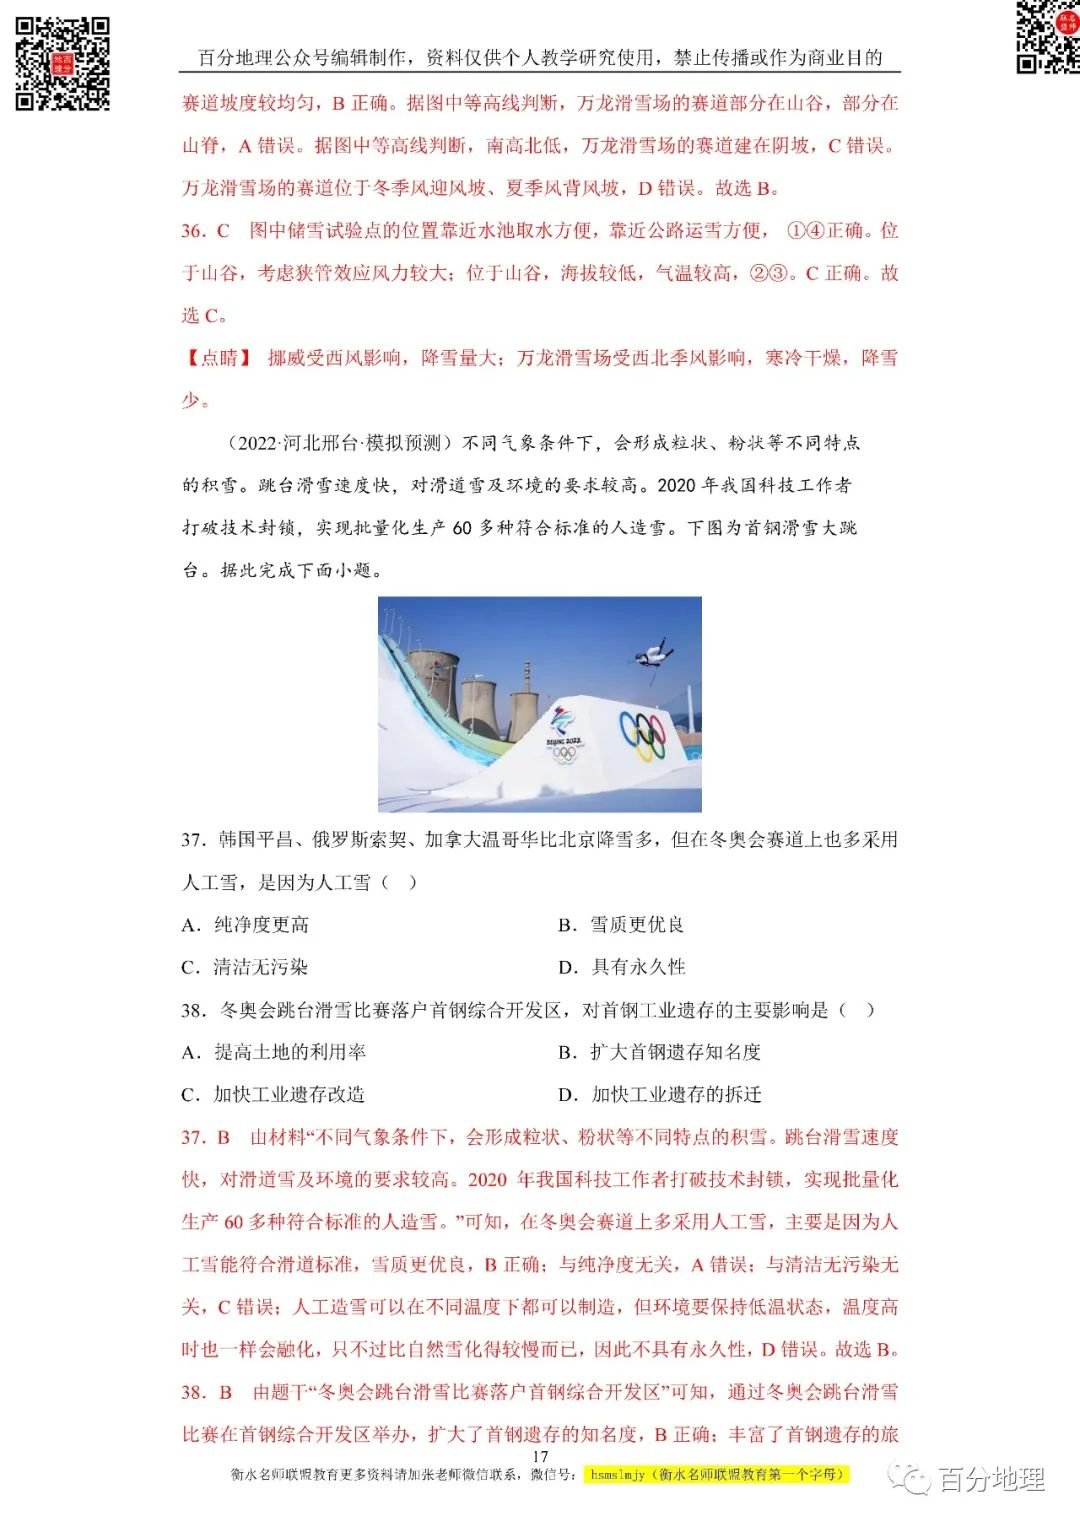 百分地理公众号编辑制作，资料仅供个人教学研究使用，禁止传播或作为商业目的
赛道坡度较均匀，B 正确。据图中等高线判断，万龙滑雪场的赛道部分在山谷，部分在
山脊，A 错误。据图中等高线判断，南高北低，万龙滑雪场的赛道建在阴坡，C 错误。
万龙滑雪场的赛道位于冬季风迎风坡、夏季风背风坡，D 错误。故选 B。
36．C 图中储雪试验点的位置靠近水池取水方便，靠近公路运雪方便， ①④正确。位
于山谷，考虑狭管效应风力较大；位于山谷，海拔较低，气温较高，②③。C 正确。故
选 C。
【点睛】 挪威受西风影响，降雪量大；万龙滑雪场受西北季风影响，寒冷干燥，降雪
少。
（2022·河北邢台·模拟预测）不同气象条件下，会形成粒状、粉状等不同特点
的积雪。跳台滑雪速度快，对滑道雪及环境的要求较高。2020 年我国科技工作者
打破技术封锁，实现批量化生产 60 多种符合标准的人造雪。下图为首钢滑雪大跳
台。据此完成下面小题。
BEIJING 2022
37．韩国平昌、俄罗斯索契、加拿大温哥华比北京降雪多，但在冬奥会赛道上也多采用
人工雪，是因为人工雪（ ）
A．纯净度更高 B．雪质更优良
C．清洁无污染 D．具有永久性
38．冬奥会跳台滑雪比赛落户首钢综合开发区，对首钢工业遗存的主要影响是（ ）
A．提高土地的利用率 B．扩大首钢遗存知名度
C．加快工业遗存改造 D．加快工业遗存的拆迁
37．B 由材料“不同气象条件下，会形成粒状、粉状等不同特点的积雪。跳台滑雪速度
快，对滑道雪及环境的要求较高。2020 年我国科技工作者打破技术封锁，实现批量化
生产 60 多种符合标准的人造雪。”可知，在冬奥会赛道上多采用人工雪，主要是因为人
工雪能符合滑道标准，雪质更优良，B 正确；与纯净度无关，A 错误；与清洁无污染无
关，C 错误；人工造雪可以在不同温度下都可以制造，但环境要保持低温状态，温度高
时也一样会融化，只不过比自然雪化得较慢而已，因此不具有永久性，D 错误。故选 B。
38．B 由题干“冬奥会跳台滑雪比赛落户首钢综合开发区”可知，通过冬奥会跳台滑雪
比赛在首钢综合开发区举办，扩大了首钢遗存的知名度，B 正确；丰富了首钢遗存的旅
17
衡水名师联盟教育更多资料请加张老师微信联系，微信号： hsmslmjy（衡水名师联盟教育第一个字母）
百分地理